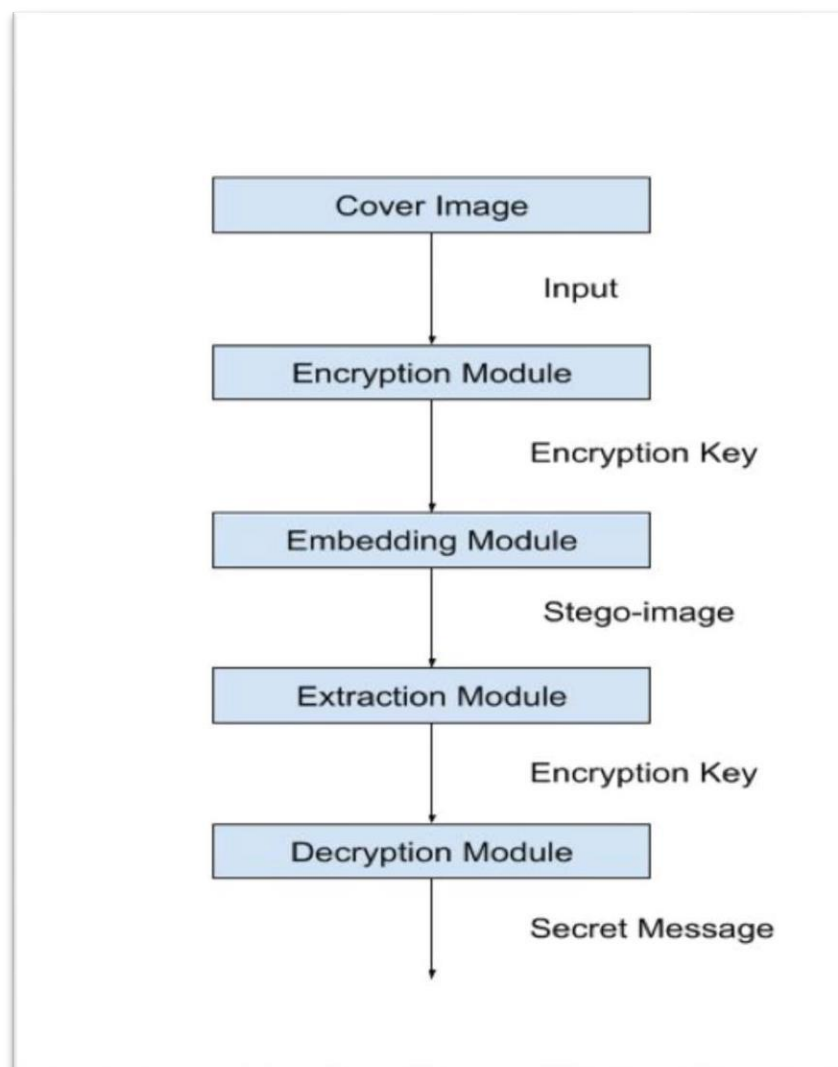 Cover Image
Input
Encryption Module
Encryption Key
Embedding Module
Stego-image
Extraction Module
Encryption Key
Decryption Module
Secret Message